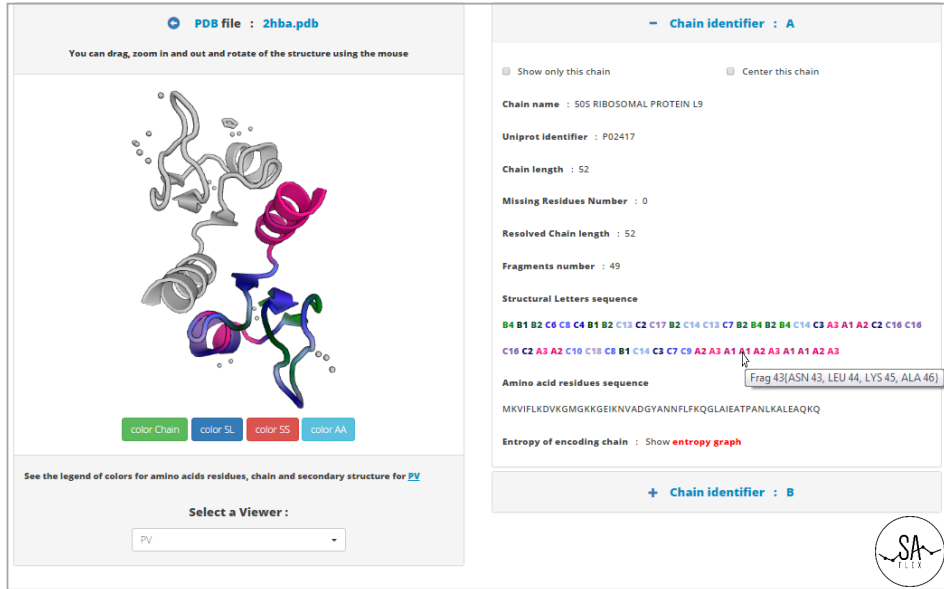 PDB file : 2hba.pdb
You can drag, zoom in and out and rotate of the structure using the mouse
color Chain color SL color SS color AA
See the legend of colors for amino acids residues, chain and secondary structure for PV
Select a Viewer :
PV
− Chain identifier : A
Show only this chain Center this chain
Chain name : 50S RIBOSOMAL PROTEIN L9
Uniprot identifier : P02417
Chain length : 52
Missing Residues Number : 0
Resolved Chain length : 52
Fragments number : 49
Structural Letters sequence
B4 B1 B2 C6 C8 C4 B1 B2 C13 C2 C17 B2 C14 C13 C7 B2 B4 B2 B4 C14 C3 A3 A1 A2 C2 C16 C16
C16 C2 A3 A2 C10 C18 C8 B1 C14 C3 C7 C9 A2 A3 A1 A1 A2 A3 A1 A1 A2 A3
Frag 43{ASN 43, LEU 44, LYS 45, ALA 46}
Amino acid residues sequence
MKVIFLKDVKGMGKKGEIKNVADGYANNFLFKQGLAIEATPANLKALEAQKQ
Entropy of encoding chain : Show entropy graph
+ Chain identifier : B
SA
FLEX